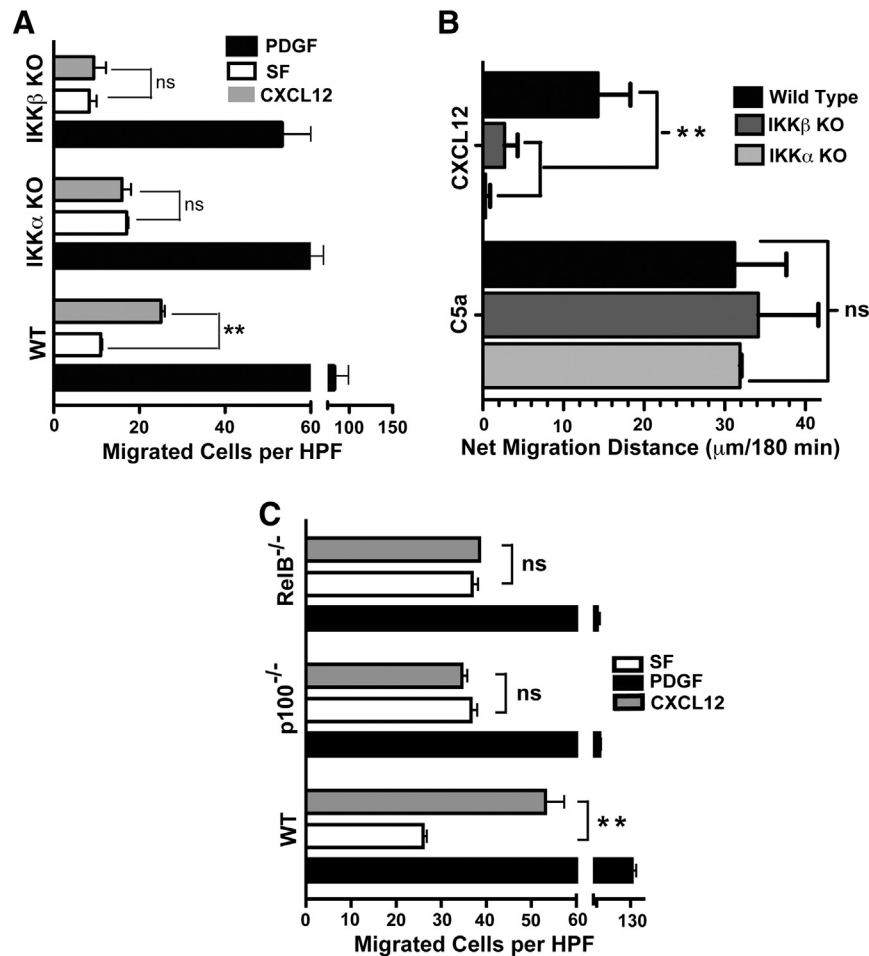 A
PDGF
SF
CXCL12
IKKβ KO
ns
IKKα KO
ns
WT
**
0 20 40 60 100 150
Migrated Cells per HPF
B
Wild Type
IKKβ KO
IKKα KO
CXCL12
**
C5a
ns
0 10 20 30 40
Net Migration Distance (μm/180 min)
C
SF
PDGF
CXCL12
RelB-/-
ns
p100-/-
ns
WT
**
0 10 20 30 40 50 60 130
Migrated Cells per HPF